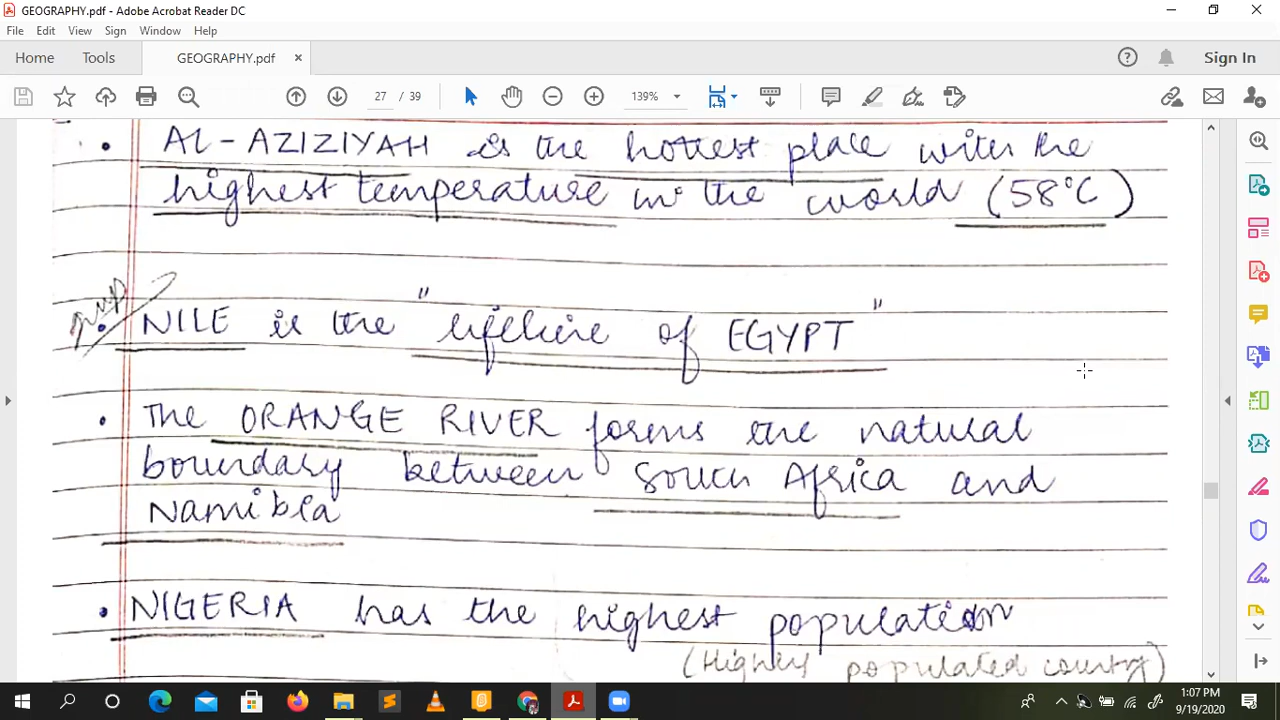 GEOGRAPHY.pdf - Adobe Acrobat Reader DC
File Edit View Sign Window Help
Home Tools GEOGRAPHY.pdf Sign In
27 / 39 139%
AL-AZIZIYAH is the hottest place with the
highest temperature in the world (58°C)
NILE is the "lifeline of EGYPT"
The ORANGE RIVER forms the natural
boundary between South Africa and
Namibia
NIGERIA has the highest population
(Highly populated country)
1:07 PM
9/19/2020